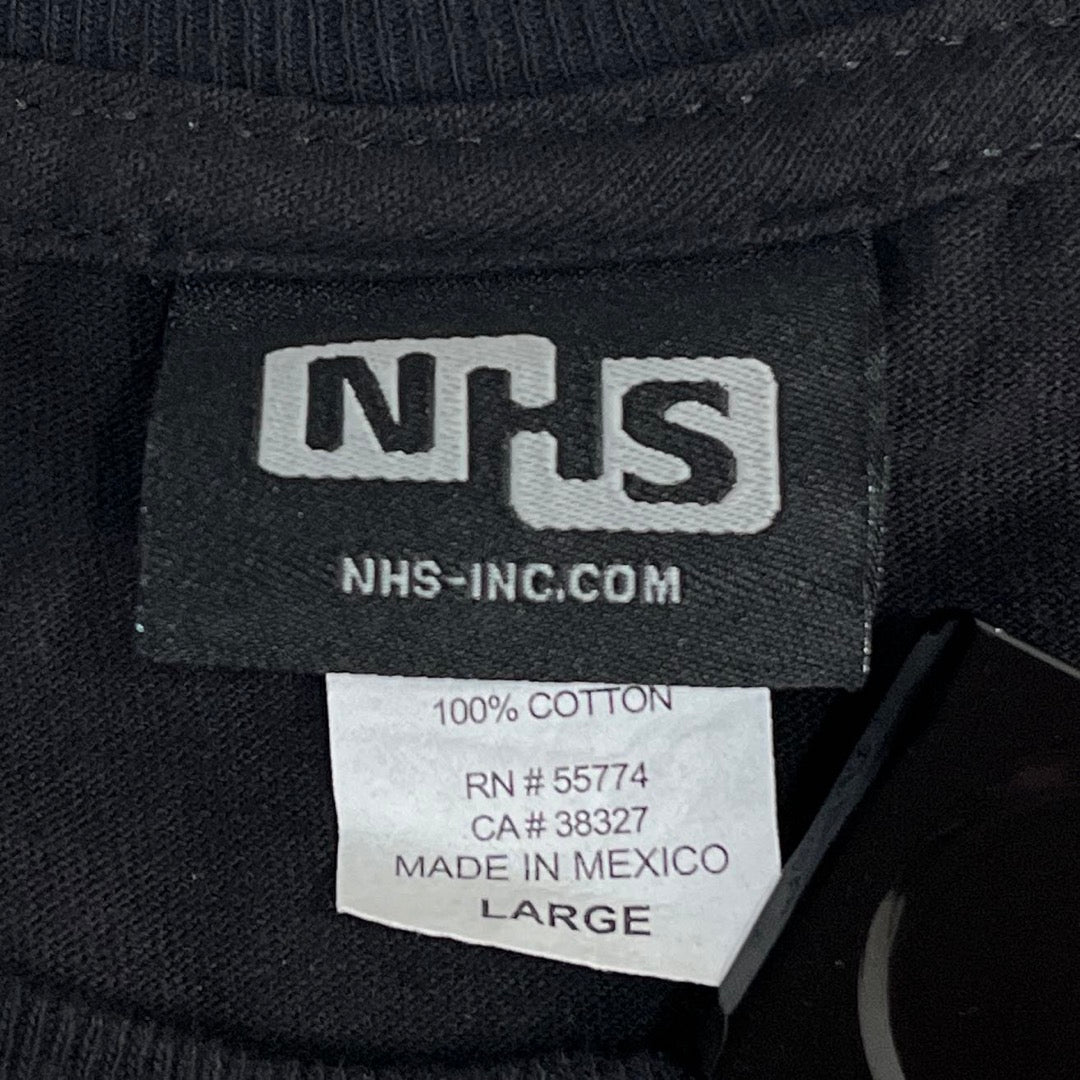 NHS
NHS-INC.COM
100% COTTON
RN # 55774
CA # 38327
MADE IN MEXICO
LARGE